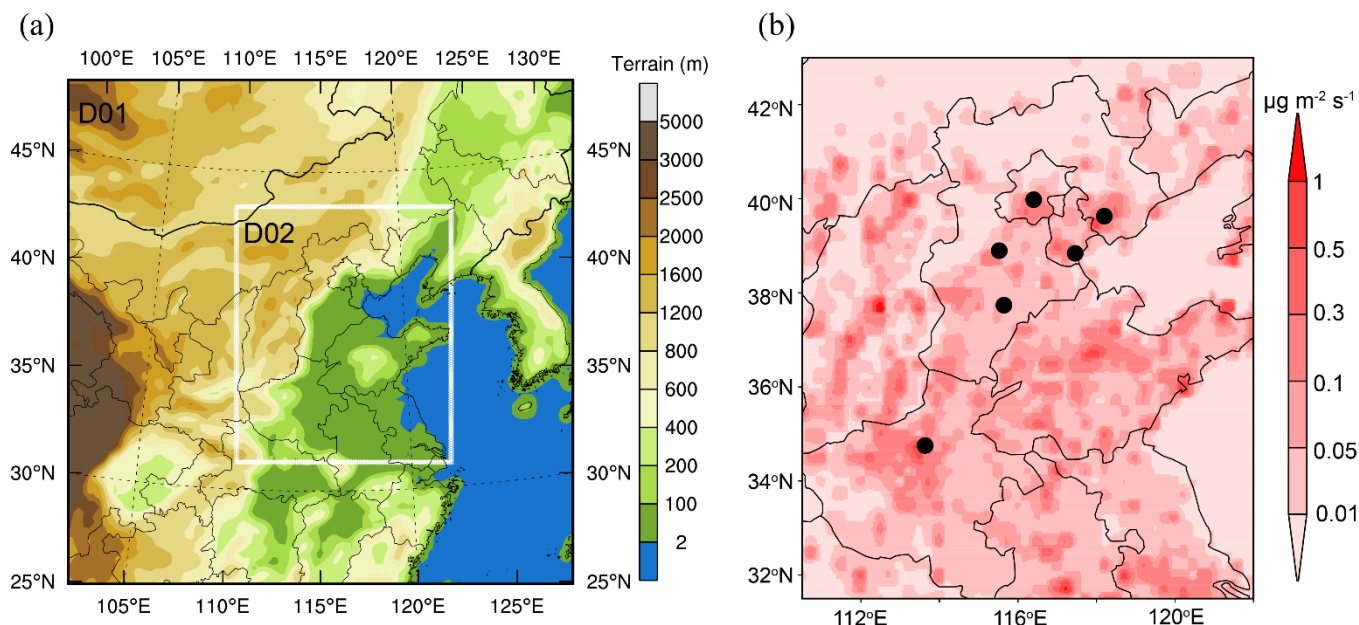 (a)
100°E 105°E 110°E 115°E 120°E 125°E 130°E
D01
D02
45°N
40°N
35°N
30°N
25°N
45°N
40°N
35°N
30°N
25°N
105°E 110°E 115°E 120°E 125°E
Terrain (m)
5000
3000
2500
2000
1600
1200
800
600
400
200
100
2
(b)
42°N
40°N
38°N
36°N
34°N
32°N
112°E 116°E 120°E
µg m-2 s-1
1
0.5
0.3
0.1
0.05
0.01